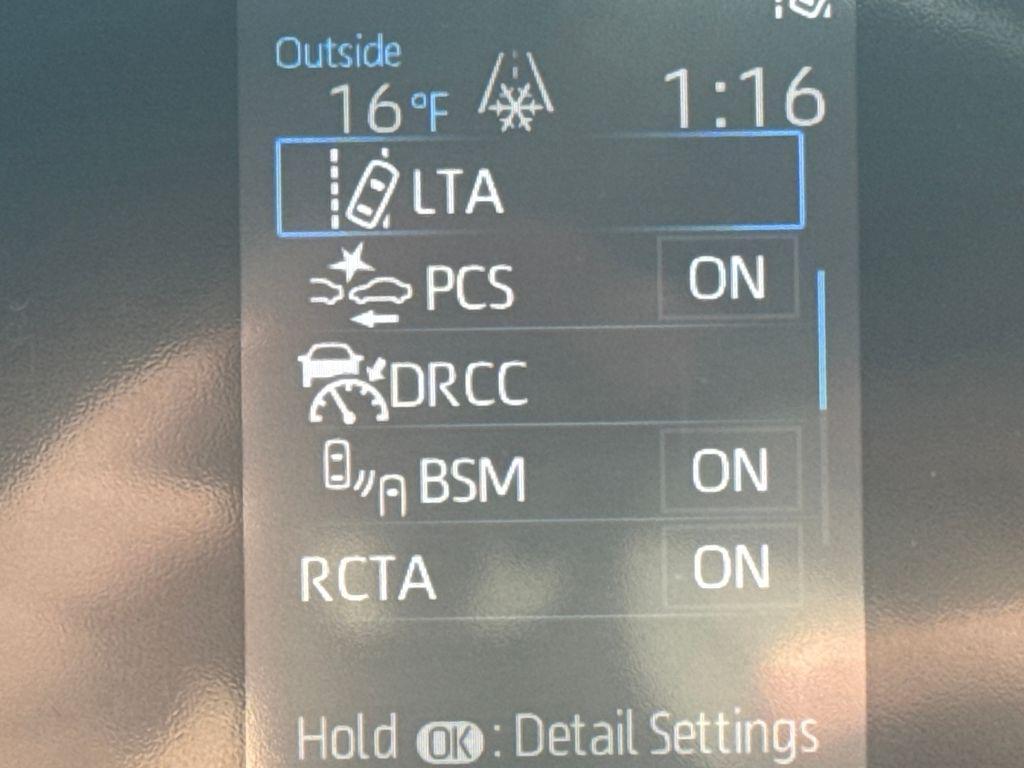 Outside
16 °F 1:16
LTA
PCS ON
DRCC
BSM ON
RCTA ON
Hold OK : Detail Settings